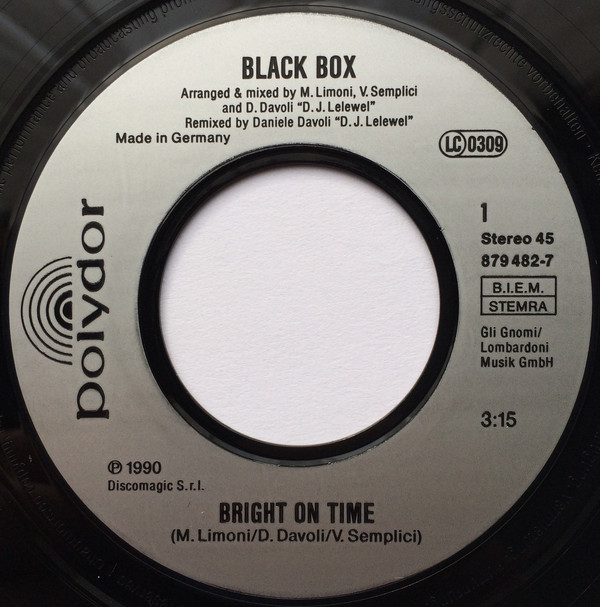 BLACK BOX
Arranged & mixed by M. Limoni, V. Semplici
and D. Davoli "D. J. Lelewel"
Remixed by Daniele Davoli "D. J. Lelewel"
Made in Germany
LC 0309
polydor
1
Stereo 45
879 482-7
B.I.E.M.
STEMRA
Gli Gnomi/
Lombardoni
Musik GmbH
3:15
℗ 1990
Discomagic S.r.l.
BRIGHT ON TIME
(M. Limoni/D. Davoli/V. Semplici)